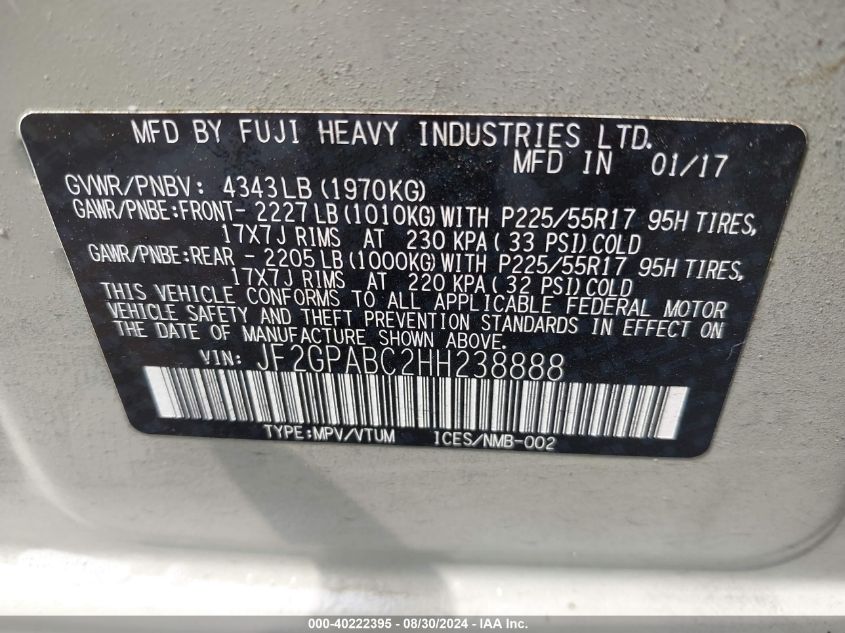 MFD BY FUJI HEAVY INDUSTRIES LTD.
MFD IN 01/17
GVWR/PNBV: 4343LB(1970KG)
GAWR/PNBE:FRONT- 2227LB(1010KG)WITH P225/55R17 95H TIRES,
17X7J RIMS AT 230 KPA(33 PSI)COLD
GAWR/PNBE:REAR - 2205LB(1000KG)WITH P225/55R17 95H TIRES,
17X7J RIMS AT 220 KPA(32 PSI)COLD
THIS VEHICLE CONFORMS TO ALL APPLICABLE FEDERAL MOTOR
VEHICLE SAFETY AND THEFT PREVENTION STANDARDS IN EFFECT ON
THE DATE OF MANUFACTURE SHOWN ABOVE.
VIN: JF2GPABC2HH238888
TYPE:MPV/VTUM ICES/NMB-002
000-40222395 - 08/30/2024 - IAA Inc.